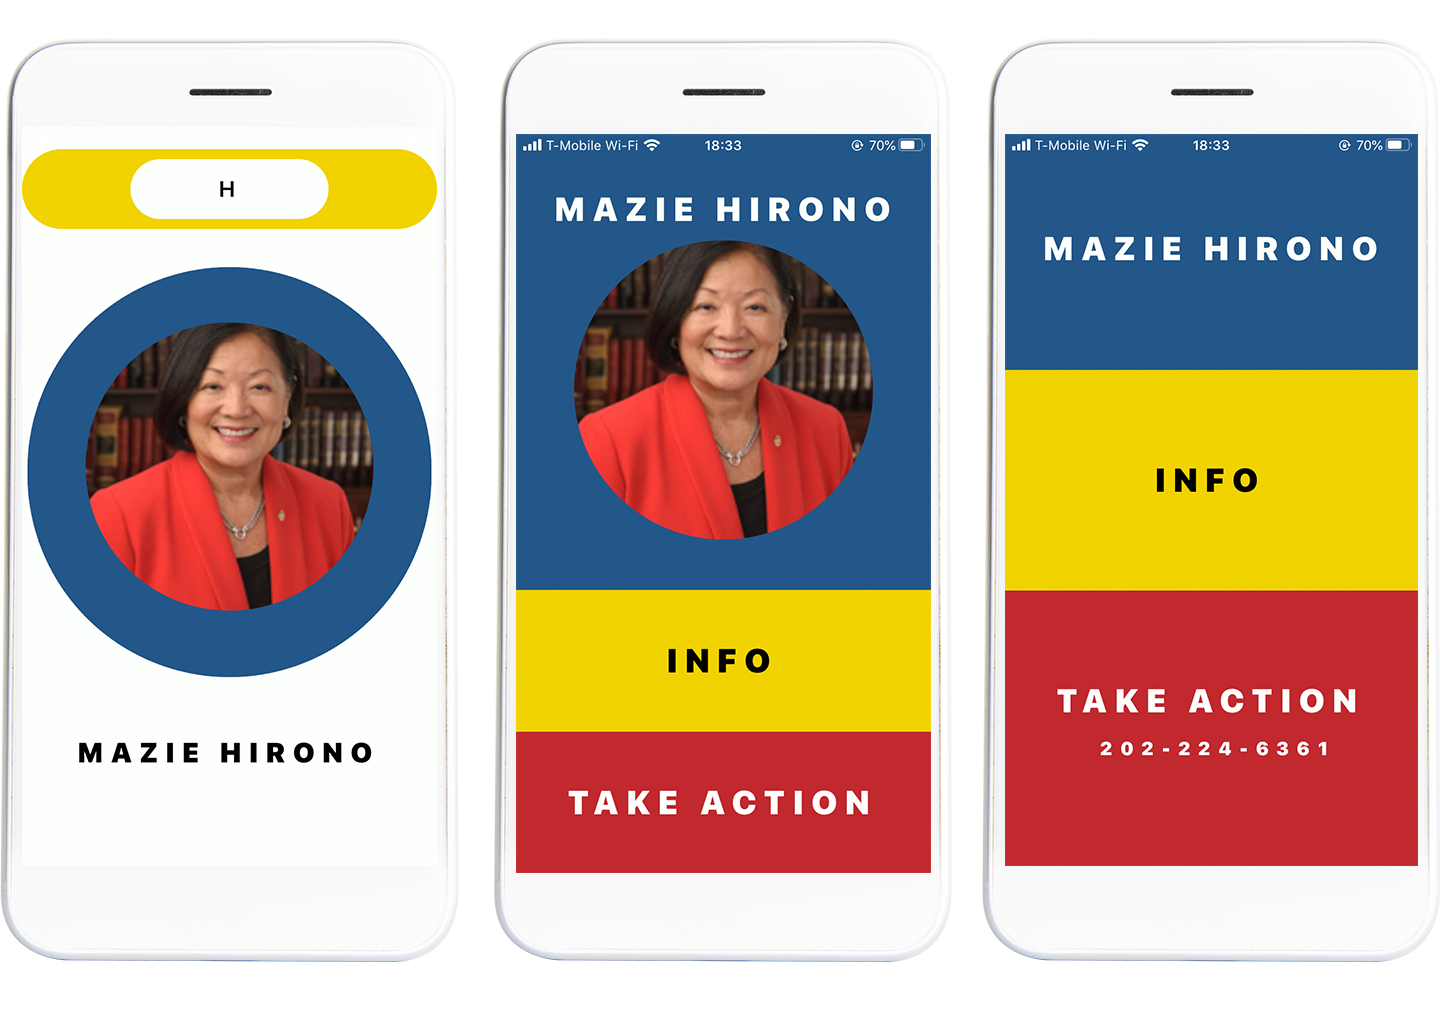 H
MAZIE HIRONO
T-Mobile Wi-Fi 18:33 70%
MAZIE HIRONO
INFO
TAKE ACTION
T-Mobile Wi-Fi 18:33 70%
MAZIE HIRONO
INFO
TAKE ACTION
202-224-6361